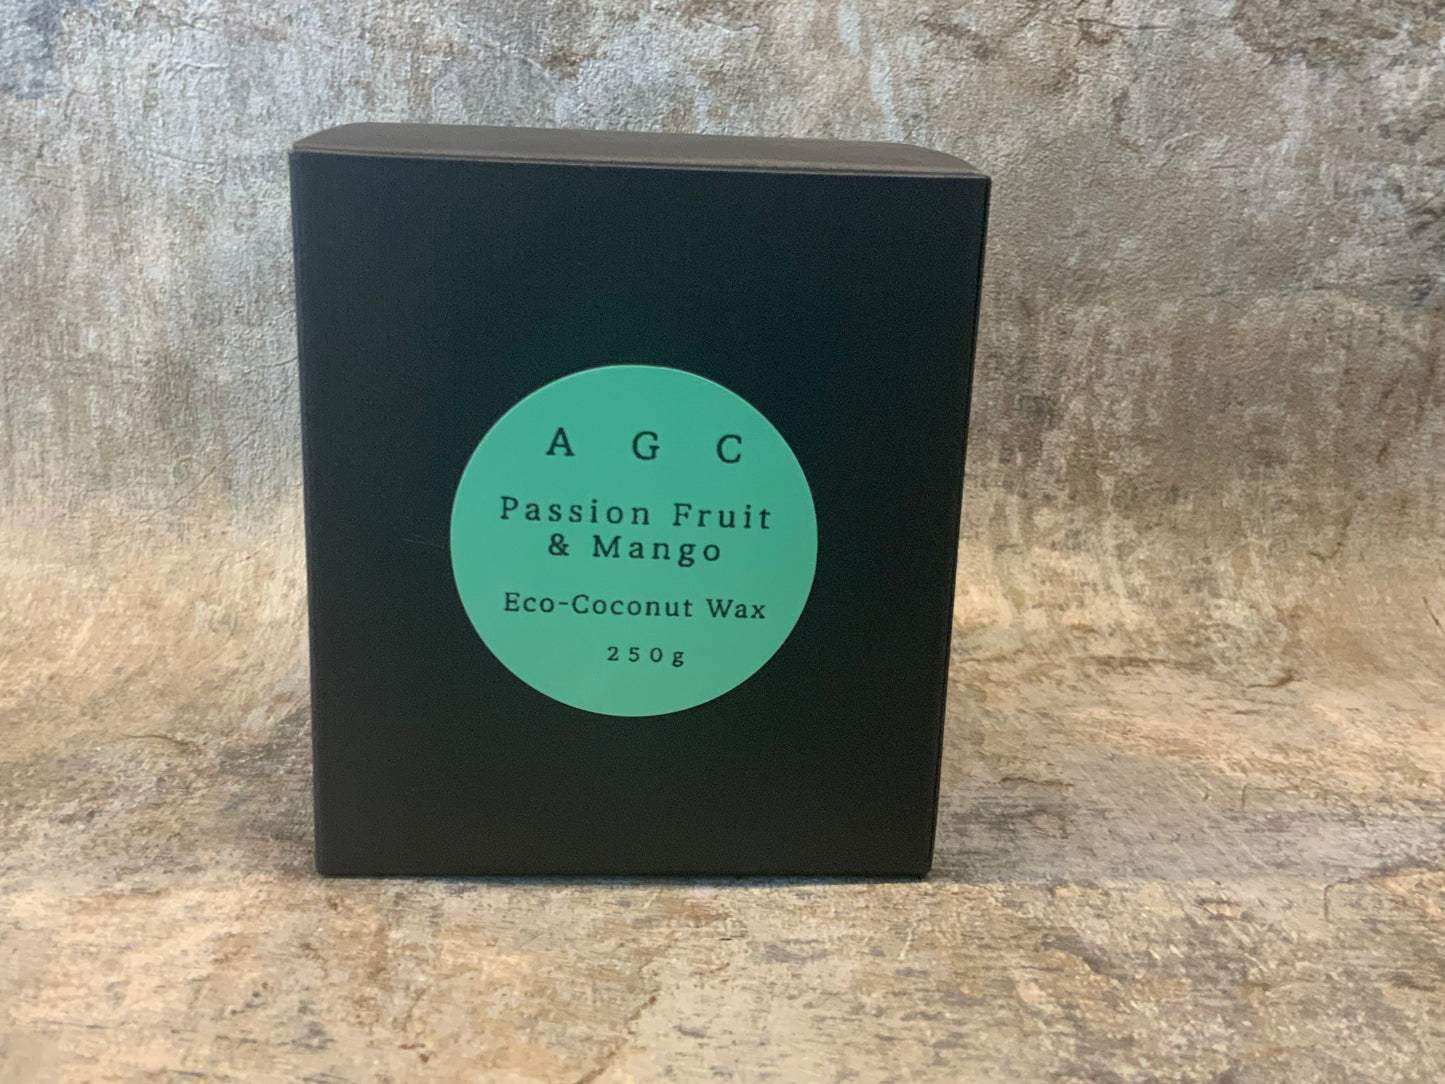 A G C
Passion Fruit
& Mango
Eco-Coconut Wax
250g